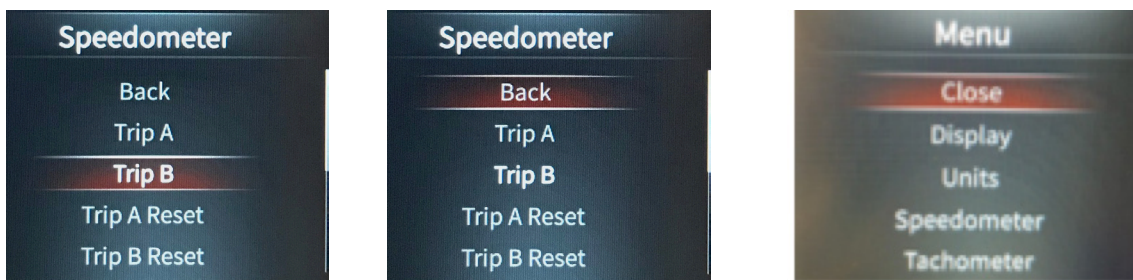 Speedometer
Back
Trip A
Trip B
Trip A Reset
Trip B Reset
Speedometer
Back
Trip A
Trip B
Trip A Reset
Trip B Reset
Menu
Close
Display
Units
Speedometer
Tachometer